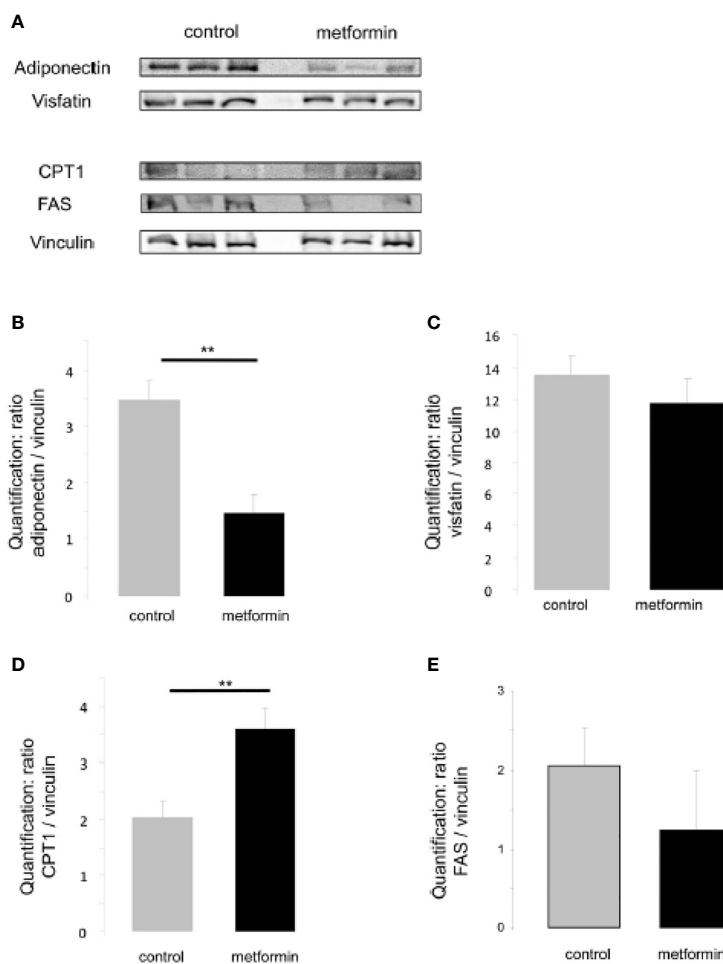 A
control metformin
Adiponectin
Visfatin
CPT1
FAS
Vinculin
B
**
Quantification: ratio
adiponectin / vinculin
4
3
2
1
0
control metformin
C
Quantification: ratio
visfatin / vinculin
16
14
12
10
8
6
4
2
0
control metformin
D
**
Quantification: ratio
CPT1 / vinculin
4
3
2
1
0
control metformin
E
Quantification: ratio
FAS / vinculin
3
2
1
0
control metformin